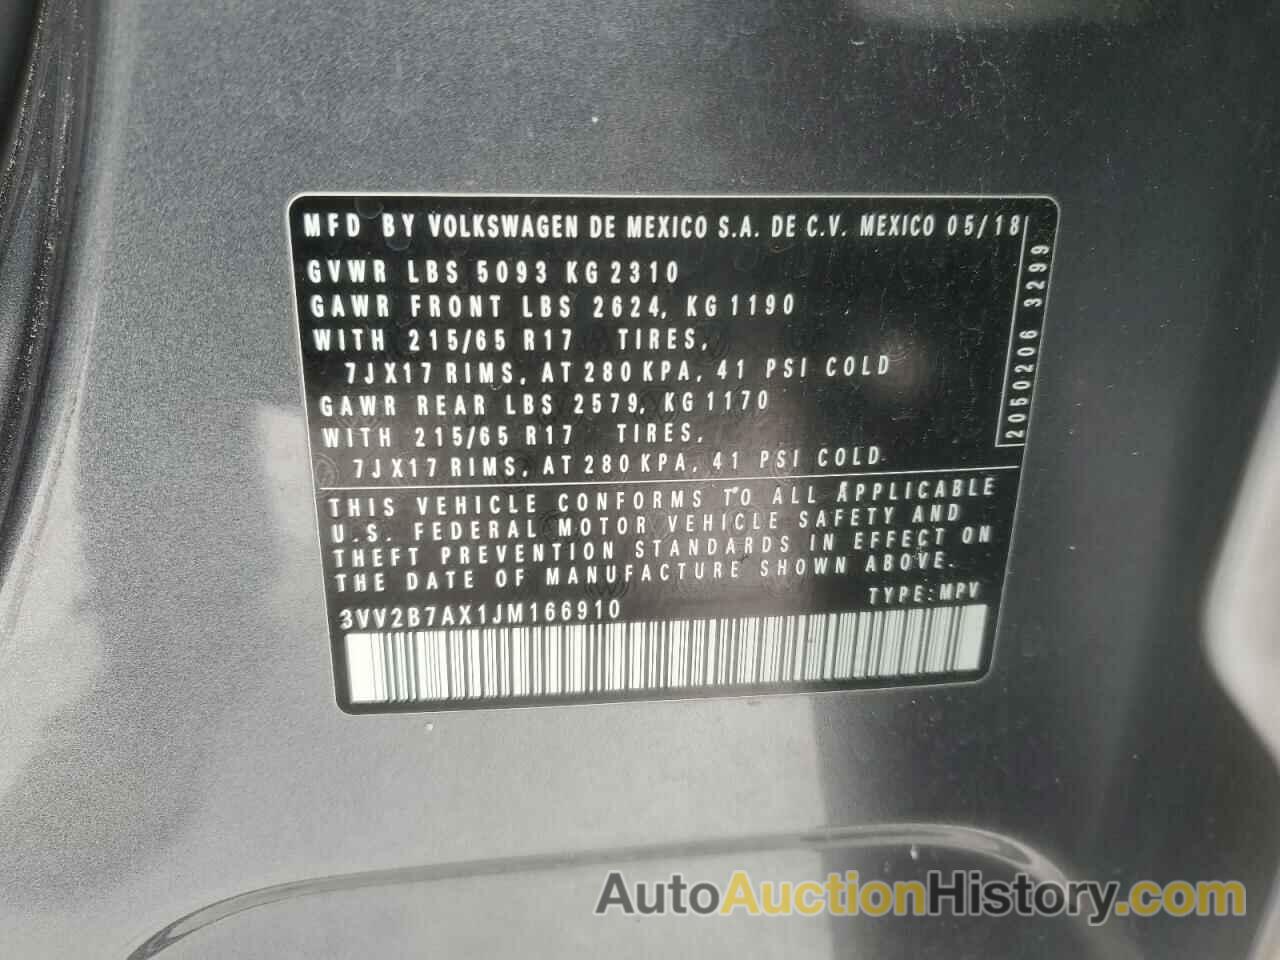 MFD BY VOLKSWAGEN DE MEXICO S.A. DE C.V. MEXICO 05/18
GVWR LBS 5093 KG 2310
GAWR FRONT LBS 2624, KG 1190
WITH 215/65 R17 TIRES,
7JX17 RIMS, AT 280 KPA, 41 PSI COLD
GAWR REAR LBS 2579, KG 1170
WITH 215/65 R17 TIRES,
7JX17 RIMS, AT 280 KPA, 41 PSI COLD
2050206 3299
THIS VEHICLE CONFORMS TO ALL APPLICABLE
U.S. FEDERAL MOTOR VEHICLE SAFETY AND
THEFT PREVENTION STANDARDS IN EFFECT ON
THE DATE OF MANUFACTURE SHOWN ABOVE.
3VV2B7AX1JM166910 TYPE: MPV
AutoAuctionHistory.com